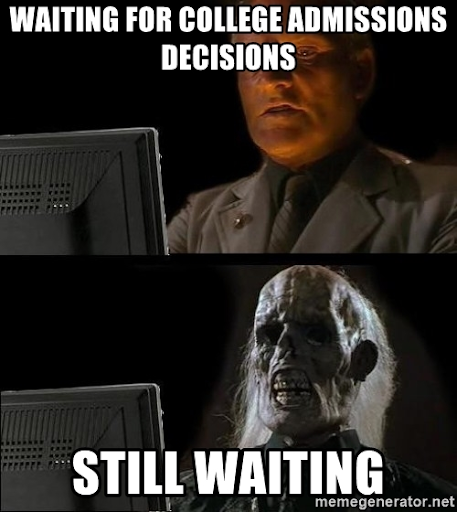 WAITING FOR COLLEGE ADMISSIONS
DECISIONS
STILL WAITING
memegenerator.net